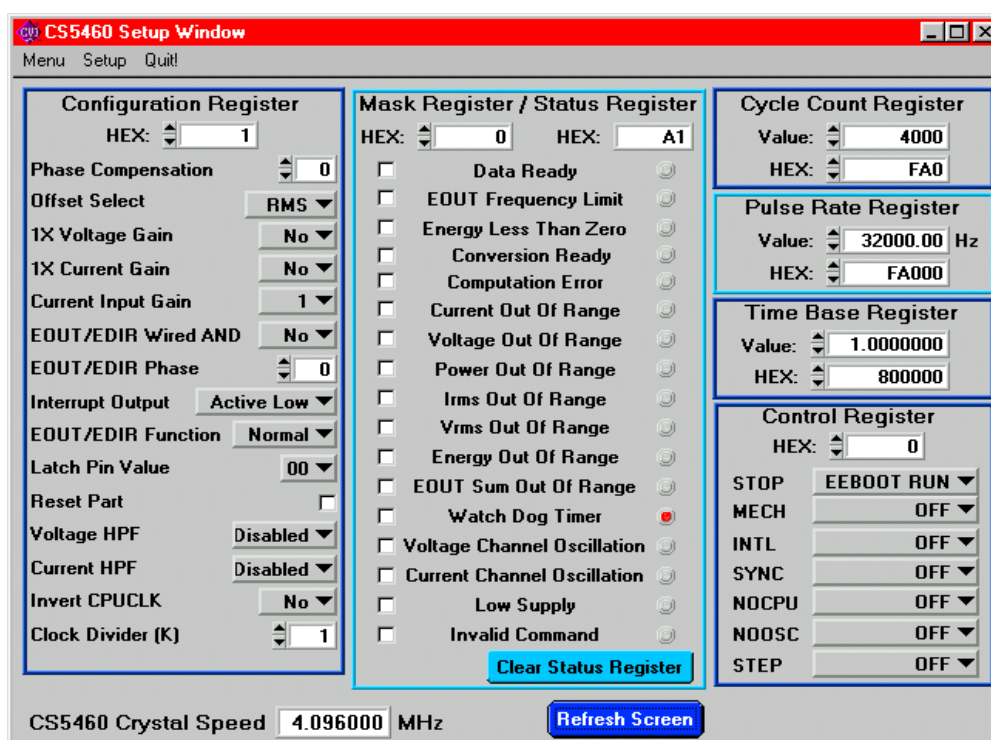 CS5460 Setup Window
Menu Setup Quit!
Configuration Register
HEX: 1
Phase Compensation 0
Offset Select RMS
1X Voltage Gain No
1X Current Gain No
Current Input Gain 1
EOUT/EDIR Wired AND No
EOUT/EDIR Phase 0
Interrupt Output Active Low
EOUT/EDIR Function Normal
Latch Pin Value 00
Reset Part
Voltage HPF Disabled
Current HPF Disabled
Invert CPUCLK No
Clock Divider (K) 1
Mask Register / Status Register
HEX: 0 HEX: A1
Data Ready
EOUT Frequency Limit
Energy Less Than Zero
Conversion Ready
Computation Error
Current Out Of Range
Voltage Out Of Range
Power Out Of Range
Irms Out Of Range
Vrms Out Of Range
Energy Out Of Range
EOUT Sum Out Of Range
Watch Dog Timer
Voltage Channel Oscillation
Current Channel Oscillation
Low Supply
Invalid Command
Clear Status Register
Cycle Count Register
Value: 4000
HEX: FA0
Pulse Rate Register
Value: 32000.00 Hz
HEX: FA000
Time Base Register
Value: 1.0000000
HEX: 800000
Control Register
HEX: 0
STOP EEBOOT RUN
MECH OFF
INTL OFF
SYNC OFF
NOCPU OFF
NOOSC OFF
STEP OFF
CS5460 Crystal Speed 4.096000 MHz
Refresh Screen